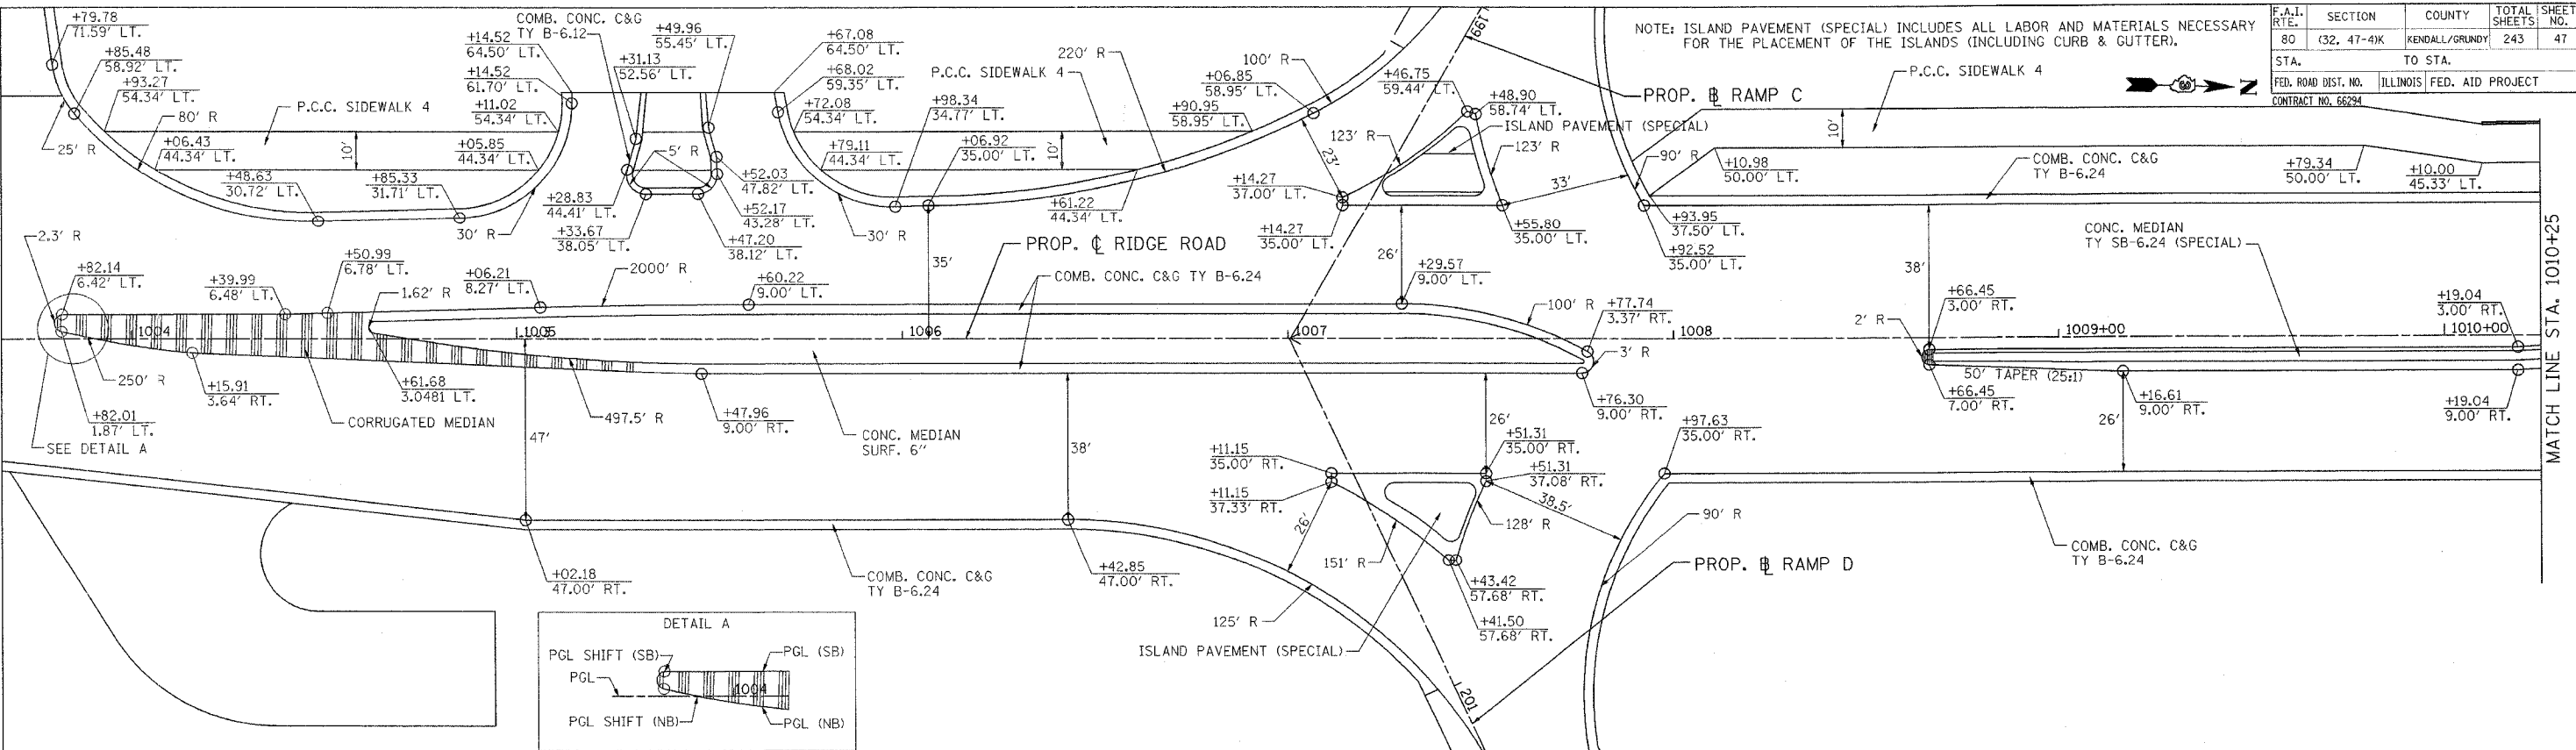 NOTE: ISLAND PAVEMENT (SPECIAL) INCLUDES ALL LABOR AND MATERIALS NECESSARY
FOR THE PLACEMENT OF THE ISLANDS (INCLUDING CURB & GUTTER).
F.A.I. RTE. SECTION COUNTY TOTAL SHEETS SHEET NO.
80 (32, 47-4)K KENDALL/GRUNDY 243 47
STA. TO STA.
FED. ROAD DIST. NO. ILLINOIS FED. AID PROJECT
CONTRACT NO. 66294
N
+79.78
71.59' LT.
+85.48
58.92' LT.
+93.27
54.34' LT.
25' R
80' R
P.C.C. SIDEWALK 4
+06.43
44.34' LT.
10'
+48.63
30.72' LT.
+85.33
31.71' LT.
+05.85
44.34' LT.
+11.02
54.34' LT.
+14.52
64.50' LT.
+14.52
61.70' LT.
COMB. CONC. C&G
TY B-6.12
+31.13
52.56' LT.
+49.96
55.45' LT.
5' R
30' R
+28.83
44.41' LT.
+33.67
38.05' LT.
+47.20
38.12' LT.
+52.03
47.82' LT.
+52.17
43.28' LT.
+67.08
64.50' LT.
+68.02
59.35' LT.
+72.08
54.34' LT.
+79.11
44.34' LT.
30' R
P.C.C. SIDEWALK 4
+98.34
34.77' LT.
+06.92
35.00' LT.
10'
+61.22
44.34' LT.
+90.95
58.95' LT.
220' R
100' R
+06.85
58.95' LT.
199
PROP. BL RAMP C
+46.75
59.44' LT.
+48.90
58.74' LT.
ISLAND PAVEMENT (SPECIAL)
123' R
123' R
23'
33'
+14.27
37.00' LT.
+14.27
35.00' LT.
+55.80
35.00' LT.
90' R
P.C.C. SIDEWALK 4
10'
+10.98
50.00' LT.
COMB. CONC. C&G
TY B-6.24
+79.34
50.00' LT.
+10.00
45.33' LT.
+93.95
37.50' LT.
+92.52
35.00' LT.
PROP. CL RIDGE ROAD
35'
26'
38'
CONC. MEDIAN
TY SB-6.24 (SPECIAL)
MATCH LINE STA. 1010+25
2.3' R
+82.14
6.42' LT.
+39.99
6.48' LT.
+50.99
6.78' LT.
1.62' R
+06.21
8.27' LT.
2000' R
+60.22
9.00' LT.
COMB. CONC. C&G TY B-6.24
+29.57
9.00' LT.
100' R
+77.74
3.37' RT.
3' R
+66.45
3.00' RT.
2' R
+19.04
3.00' RT.
1004
1005
1006
1007
1008
1009+00
1010+00
250' R
+15.91
3.64' RT.
+82.01
1.87' LT.
SEE DETAIL A
CORRUGATED MEDIAN
+61.68
3.0481 LT.
497.5' R
+47.96
9.00' RT.
CONC. MEDIAN
SURF. 6"
47'
38'
26'
+76.30
9.00' RT.
50' TAPER (25:1)
+66.45
7.00' RT.
+16.61
9.00' RT.
26'
+19.04
9.00' RT.
+11.15
35.00' RT.
+11.15
37.33' RT.
+51.31
35.00' RT.
+51.31
37.08' RT.
38.5'
26'
128' R
151' R
+97.63
35.00' RT.
90' R
+43.42
57.68' RT.
+41.50
57.68' RT.
125' R
ISLAND PAVEMENT (SPECIAL)
PROP. BL RAMP D
201
COMB. CONC. C&G
TY B-6.24
+02.18
47.00' RT.
COMB. CONC. C&G
TY B-6.24
+42.85
47.00' RT.
DETAIL A
PGL SHIFT (SB)
PGL (SB)
PGL
1004
PGL SHIFT (NB)
PGL (NB)